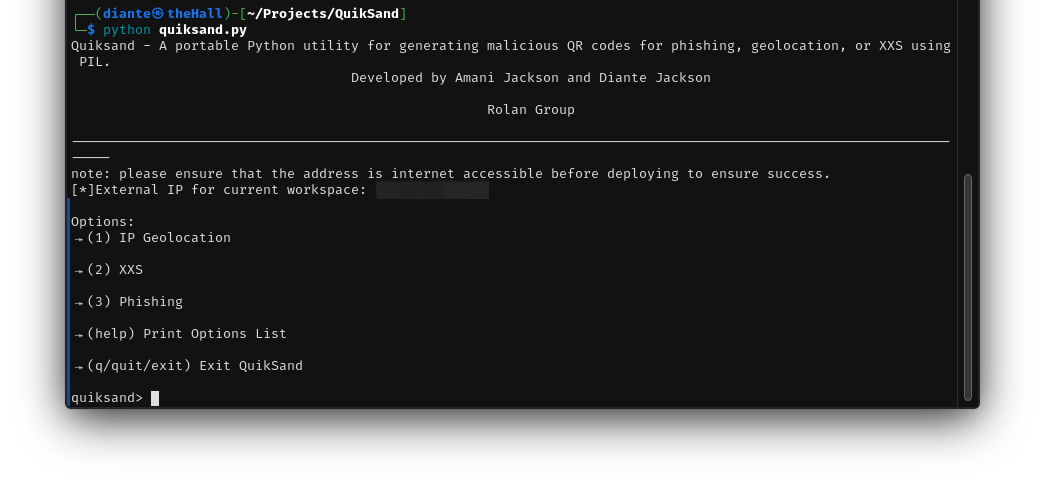 ┌──(diante㉿theHall)-[~/Projects/QuikSand]
└─$ python quiksand.py
Quiksand - A portable Python utility for generating malicious QR codes for phishing, geolocation, or XXS using
PIL.
Developed by Amani Jackson and Diante Jackson
Rolan Group
note: please ensure that the address is internet accessible before deploying to ensure success.
[*]External IP for current workspace:
Options:
→(1) IP Geolocation
→(2) XXS
→(3) Phishing
→(help) Print Options List
→(q/quit/exit) Exit QuikSand
quiksand>